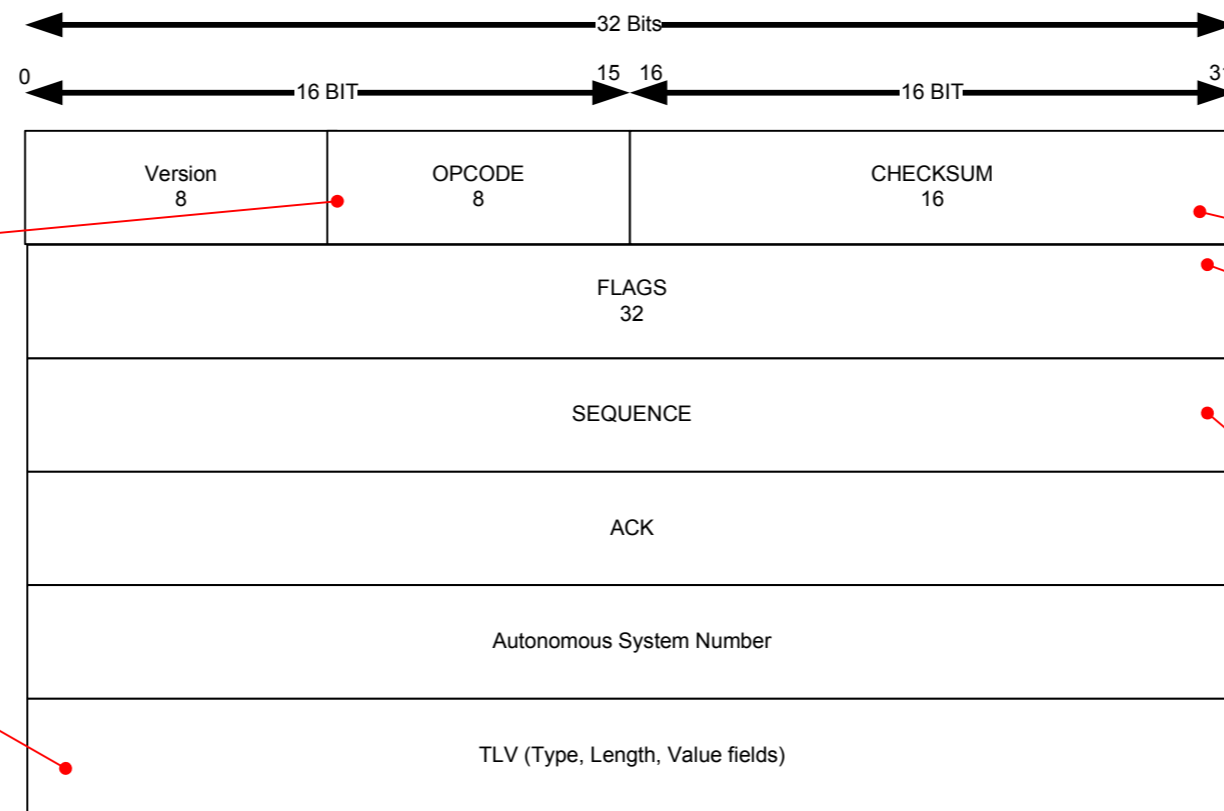 32 Bits
0 15 16 31
16 BIT 16 BIT
Version OPCODE CHECKSUM
8 8 16
FLAGS
32
SEQUENCE
ACK
Autonomous System Number
TLV (Type, Length, Value fields)